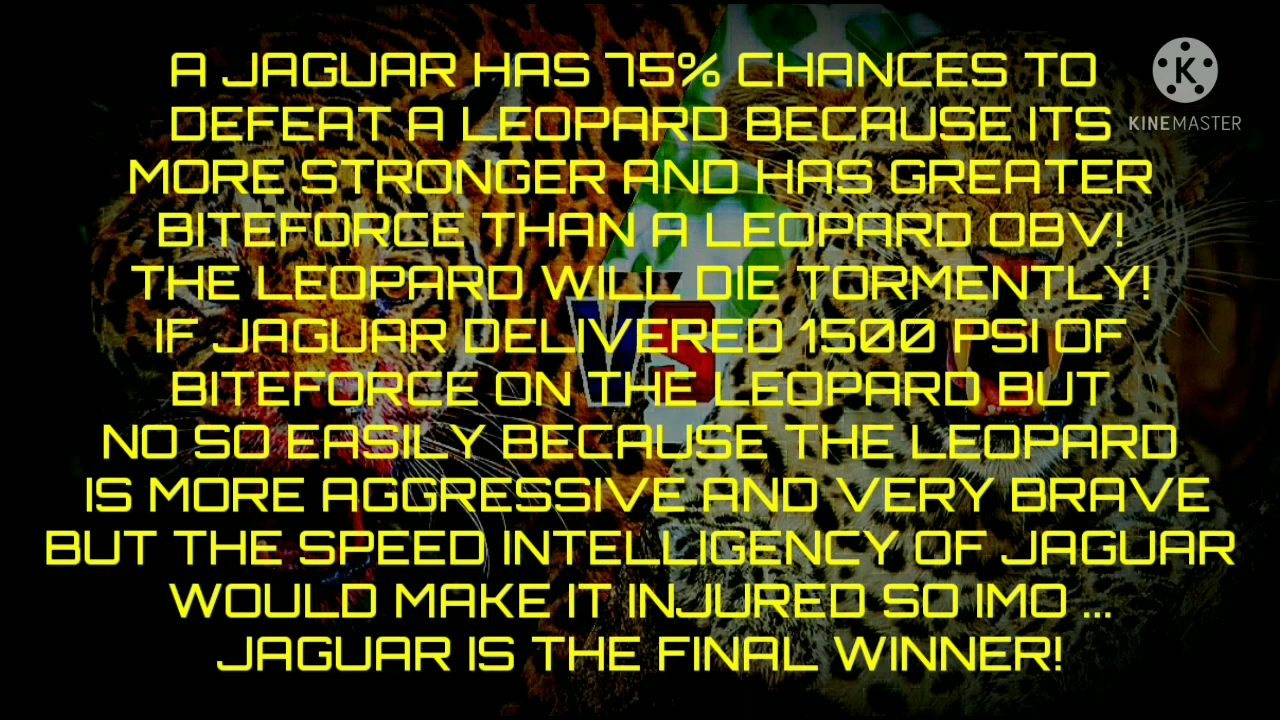 A JAGUAR HAS 75% CHANCES TO
DEFEAT A LEOPARD BECAUSE ITS
MORE STRONGER AND HAS GREATER
BITEFORCE THAN A LEOPARD OBV!
THE LEOPARD WILL DIE TORMENTLY!
IF JAGUAR DELIVERED 1500 PSI OF
BITEFORCE ON THE LEOPARD BUT
NO SO EASILY BECAUSE THE LEOPARD
IS MORE AGGRESSIVE AND VERY BRAVE
BUT THE SPEED INTELLIGENCY OF JAGUAR
WOULD MAKE IT INJURED SO IMO ...
JAGUAR IS THE FINAL WINNER!
VS
K
KINEMASTER